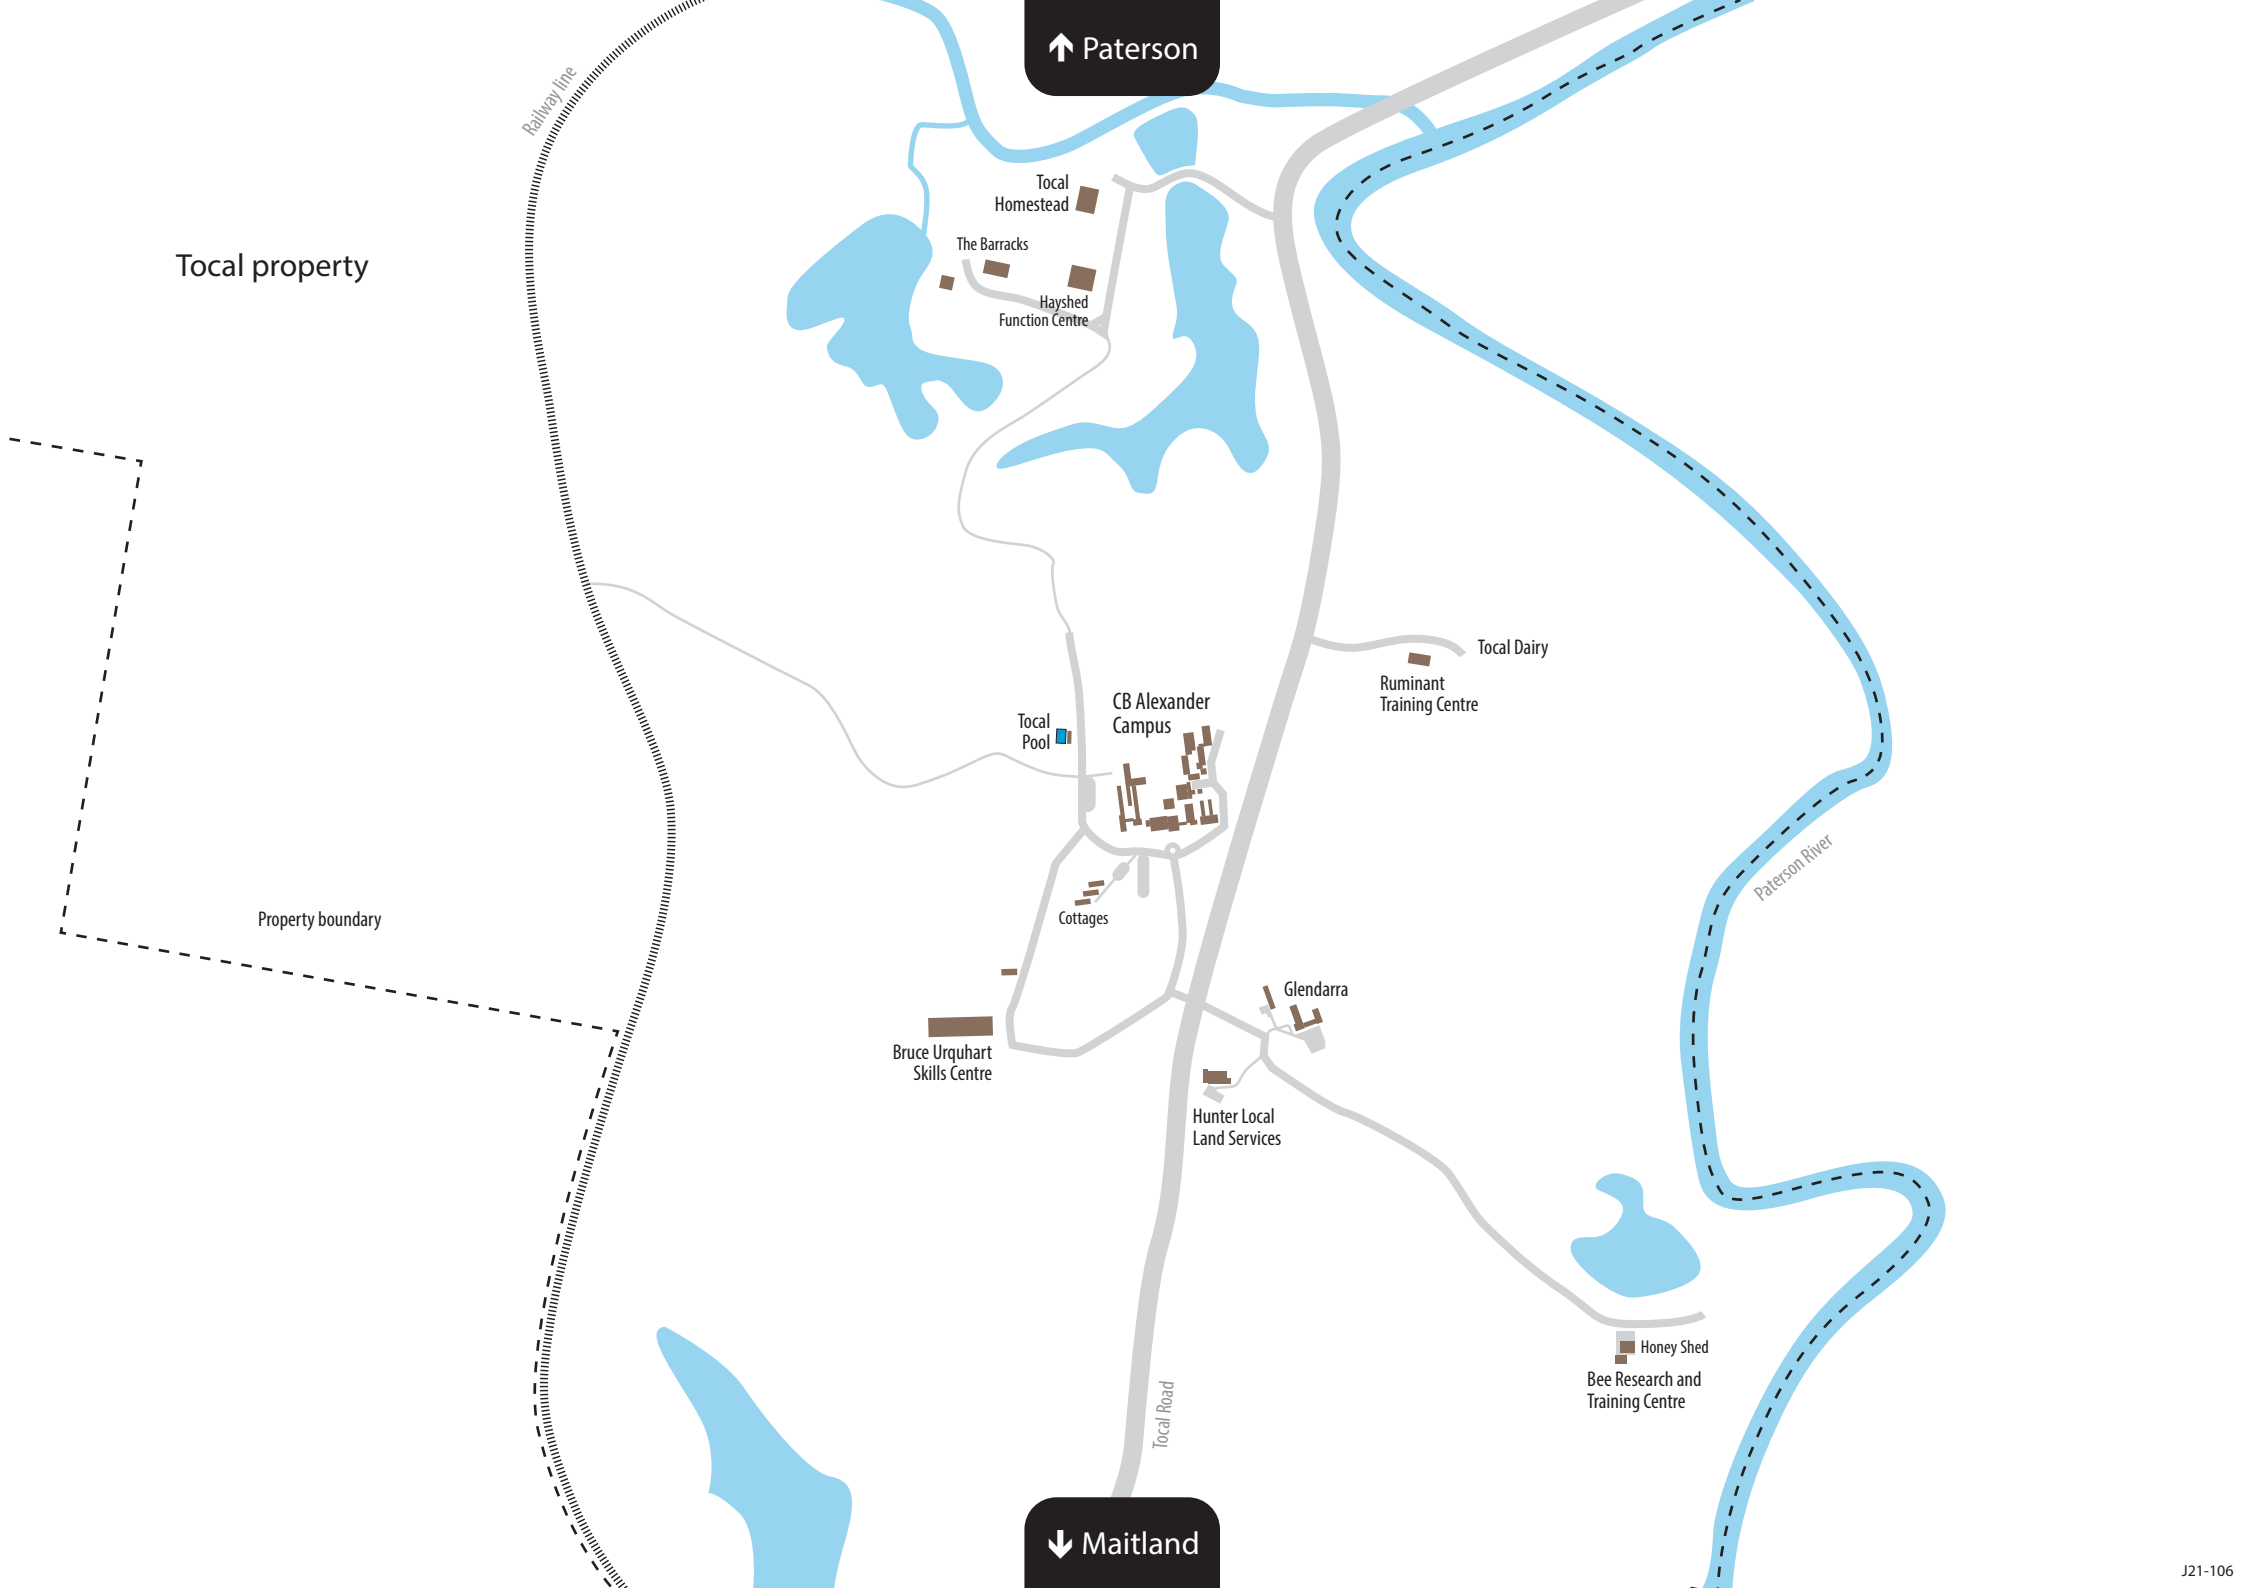 Paterson
Railway line
Tocal
Homestead
The Barracks
Tocal property
Hayshed
Function Centre
Tocal Dairy
Ruminant
Training Centre
CB Alexander
Campus
Tocal
Pool
Paterson River
Property boundary
Cottages
Glendarra
Bruce Urquhart
Skills Centre
Hunter Local
Land Services
Honey Shed
Bee Research and
Training Centre
Tocal Road
Maitland
J21-106